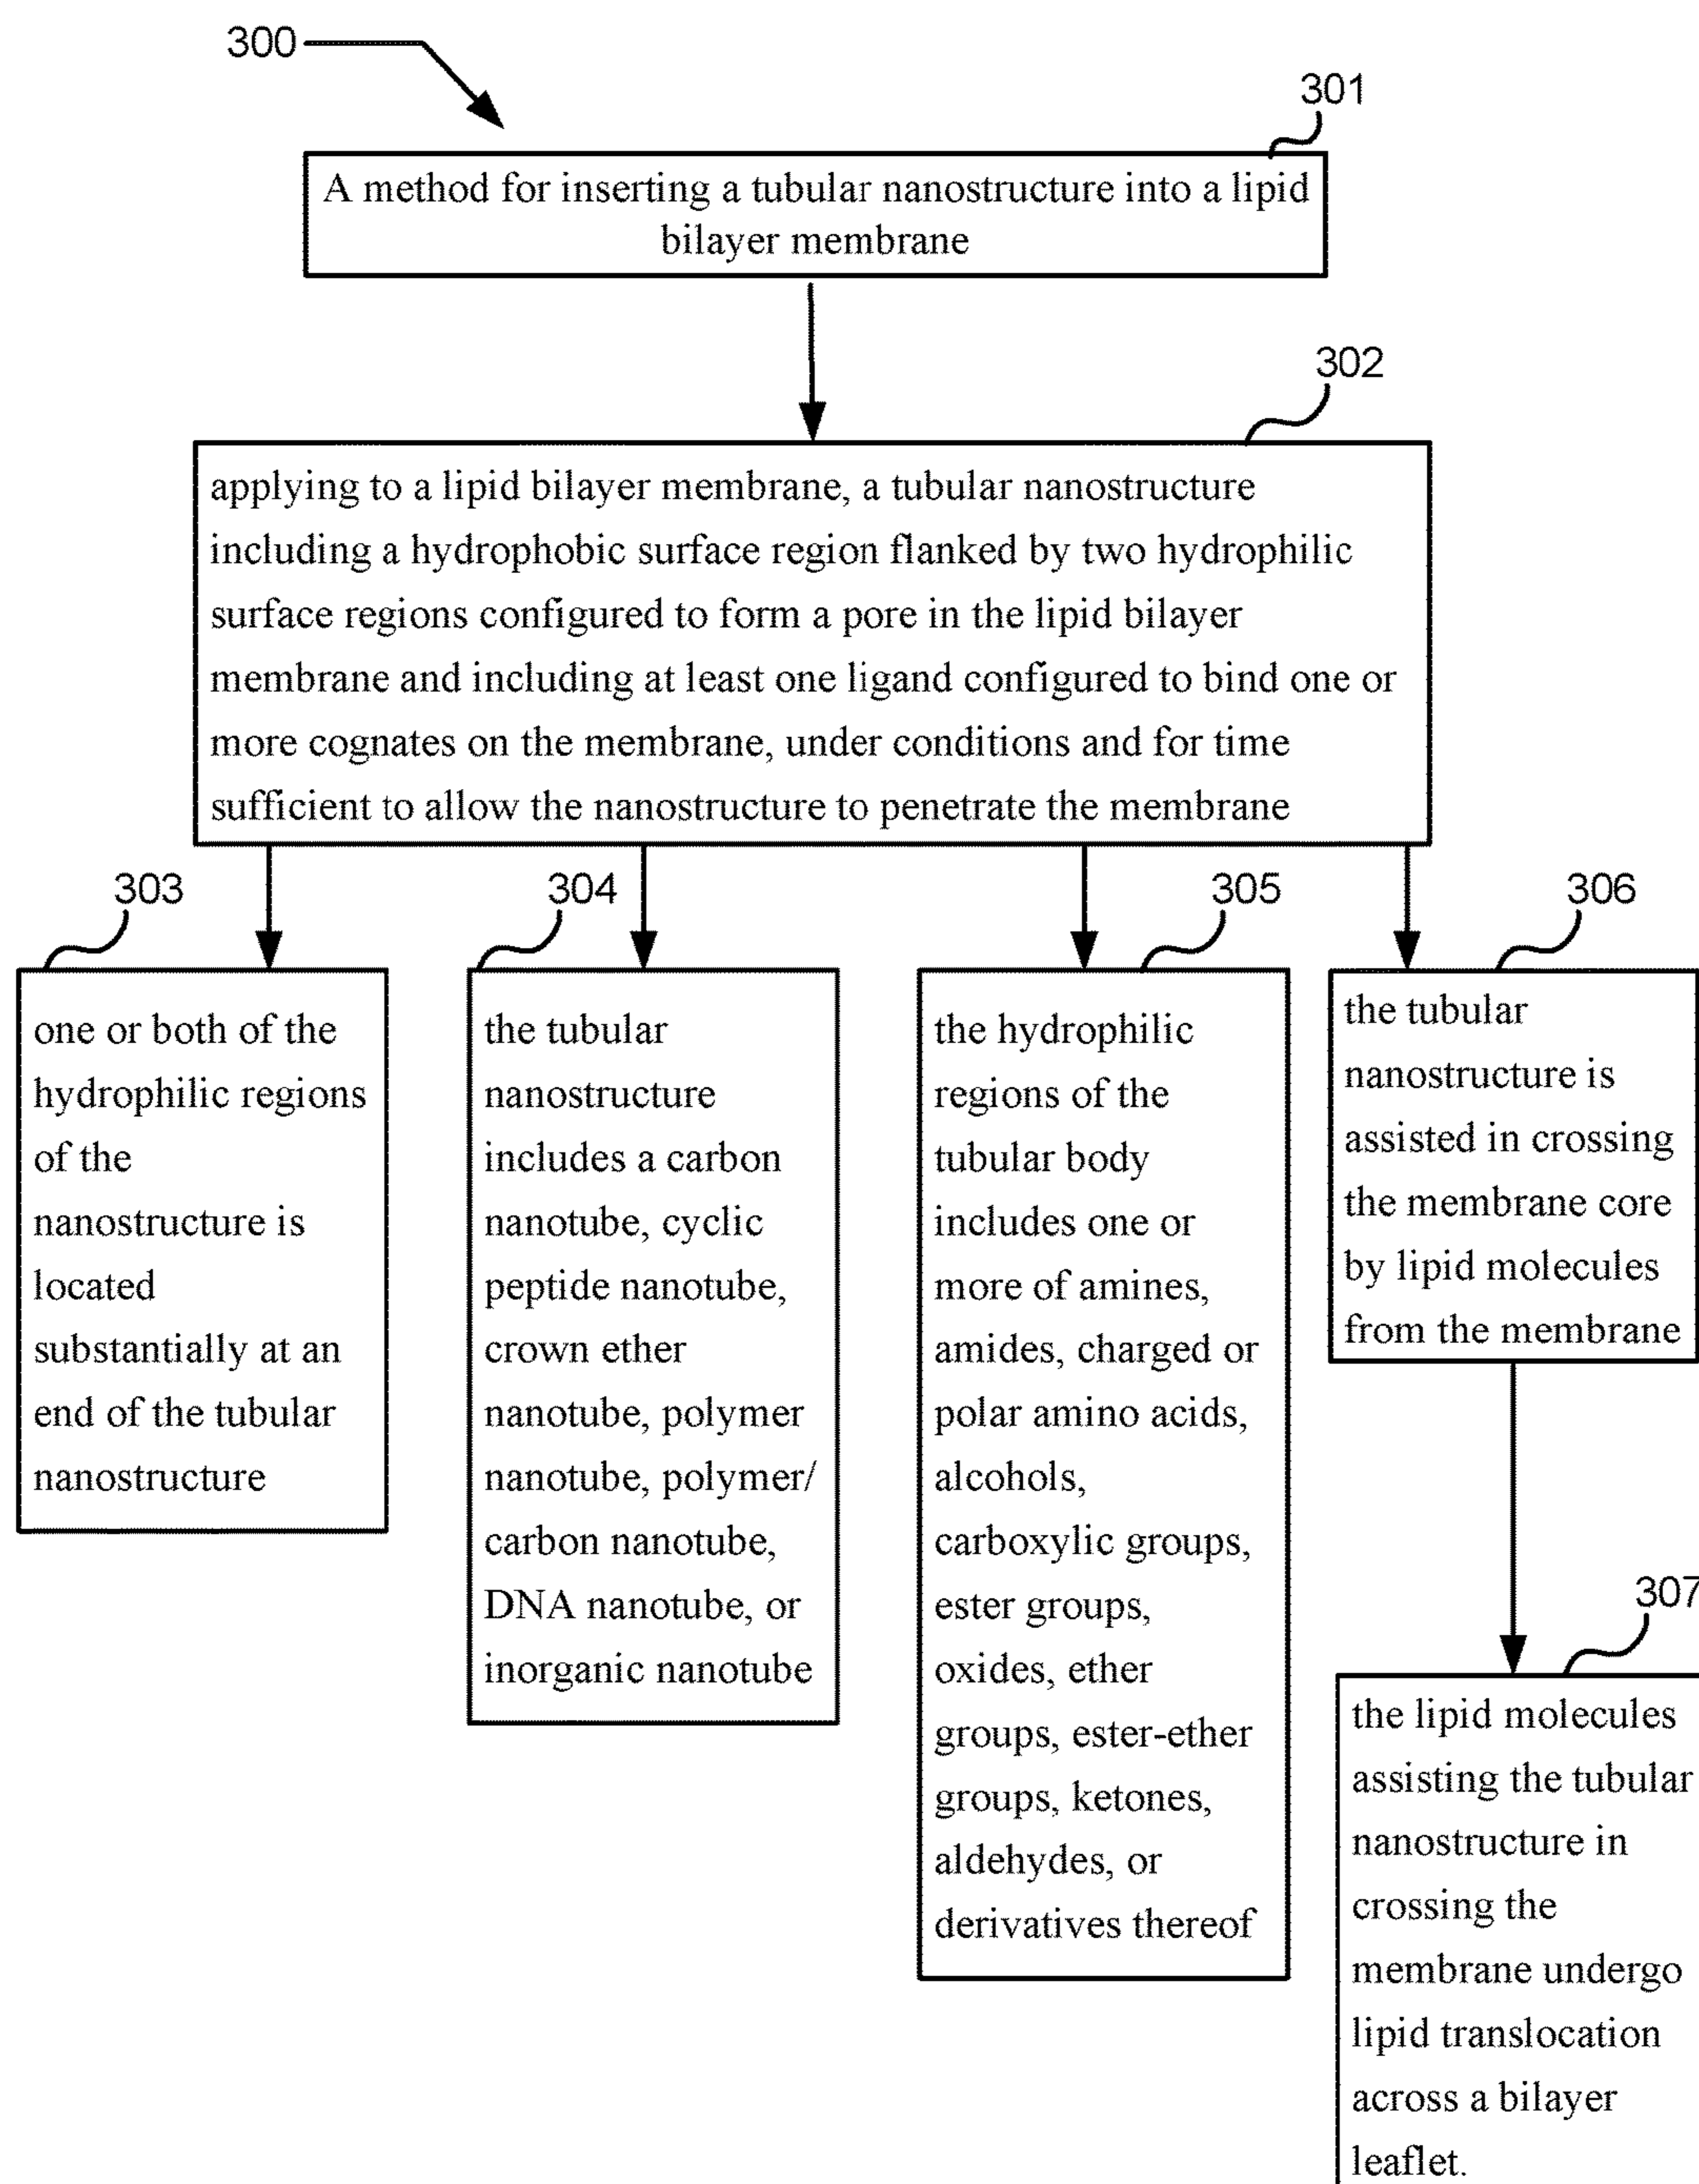 300
301
A method for inserting a tubular nanostructure into a lipid
bilayer membrane
302
applying to a lipid bilayer membrane, a tubular nanostructure
including a hydrophobic surface region flanked by two hydrophilic
surface regions configured to form a pore in the lipid bilayer
membrane and including at least one ligand configured to bind one or
more cognates on the membrane, under conditions and for time
sufficient to allow the nanostructure to penetrate the membrane
303
one or both of the
hydrophilic regions
of the
nanostructure is
located
substantially at an
end of the tubular
nanostructure
304
the tubular
nanostructure
includes a carbon
nanotube, cyclic
peptide nanotube,
crown ether
nanotube, polymer
nanotube, polymer/
carbon nanotube,
DNA nanotube, or
inorganic nanotube
305
the hydrophilic
regions of the
tubular body
includes one or
more of amines,
amides, charged or
polar amino acids,
alcohols,
carboxylic groups,
ester groups,
oxides, ether
groups, ester-ether
groups, ketones,
aldehydes, or
derivatives thereof
306
the tubular
nanostructure is
assisted in crossing
the membrane core
by lipid molecules
from the membrane
307
the lipid molecules
assisting the tubular
nanostructure in
crossing the
membrane undergo
lipid translocation
across a bilayer
leaflet.